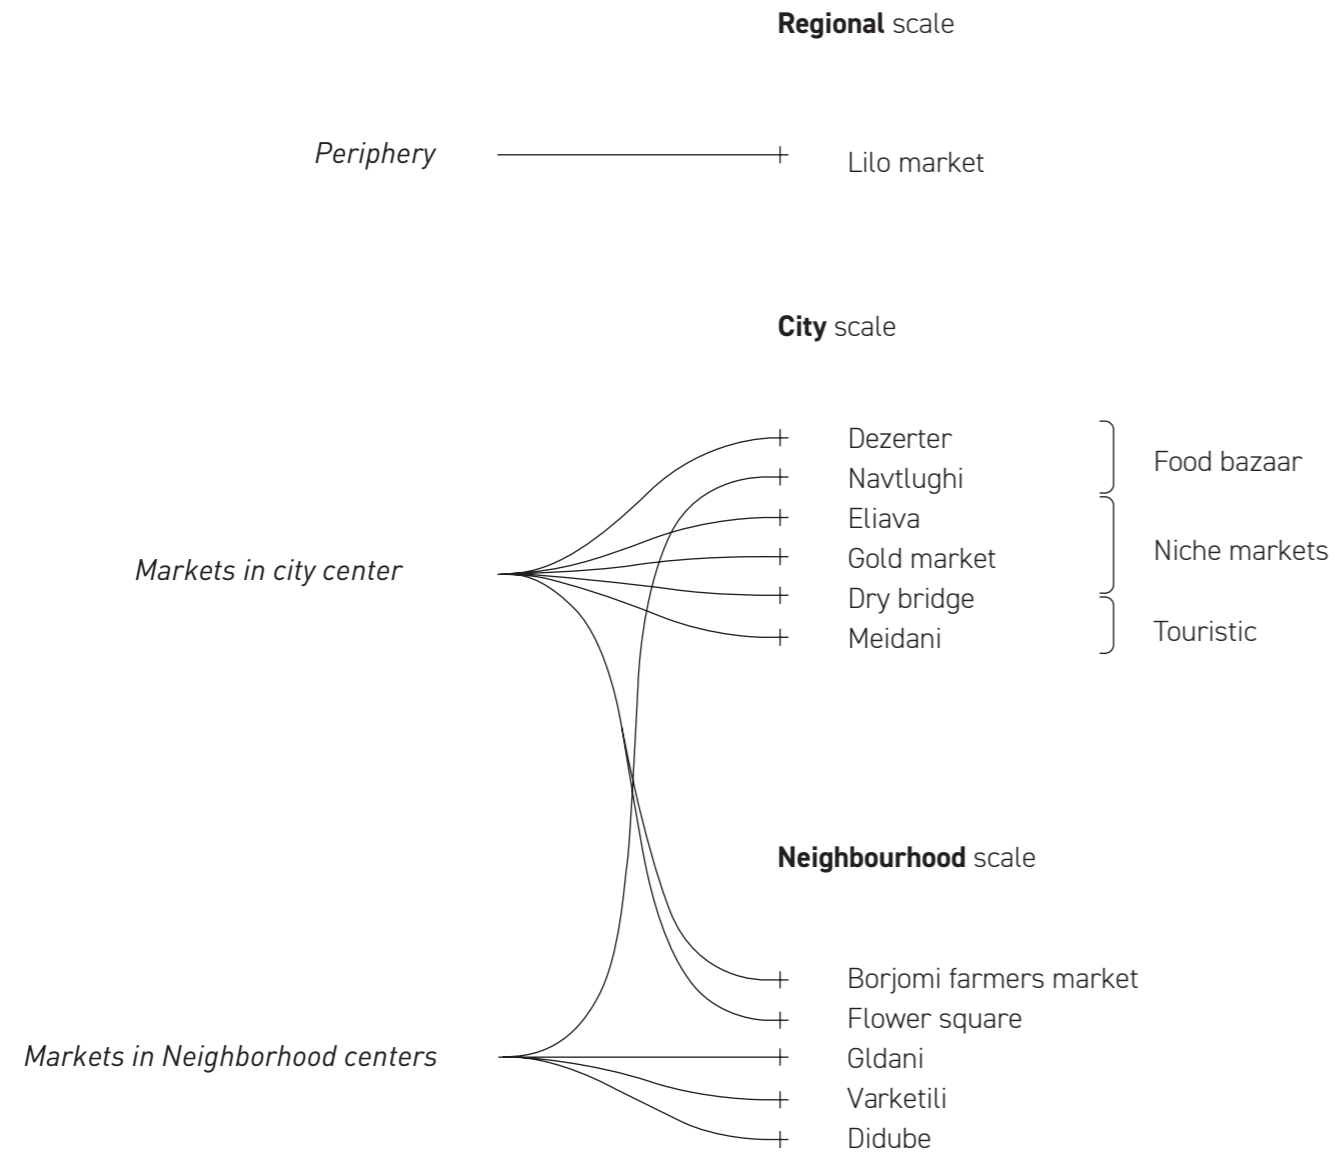 Regional scale
Periphery
Lilo market
City scale
Dezerter
Navtlughi
Eliava
Gold market
Dry bridge
Meidani
Food bazaar
Niche markets
Touristic
Markets in city center
Neighbourhood scale
Borjomi farmers market
Flower square
Gldani
Varketili
Didube
Markets in Neighborhood centers